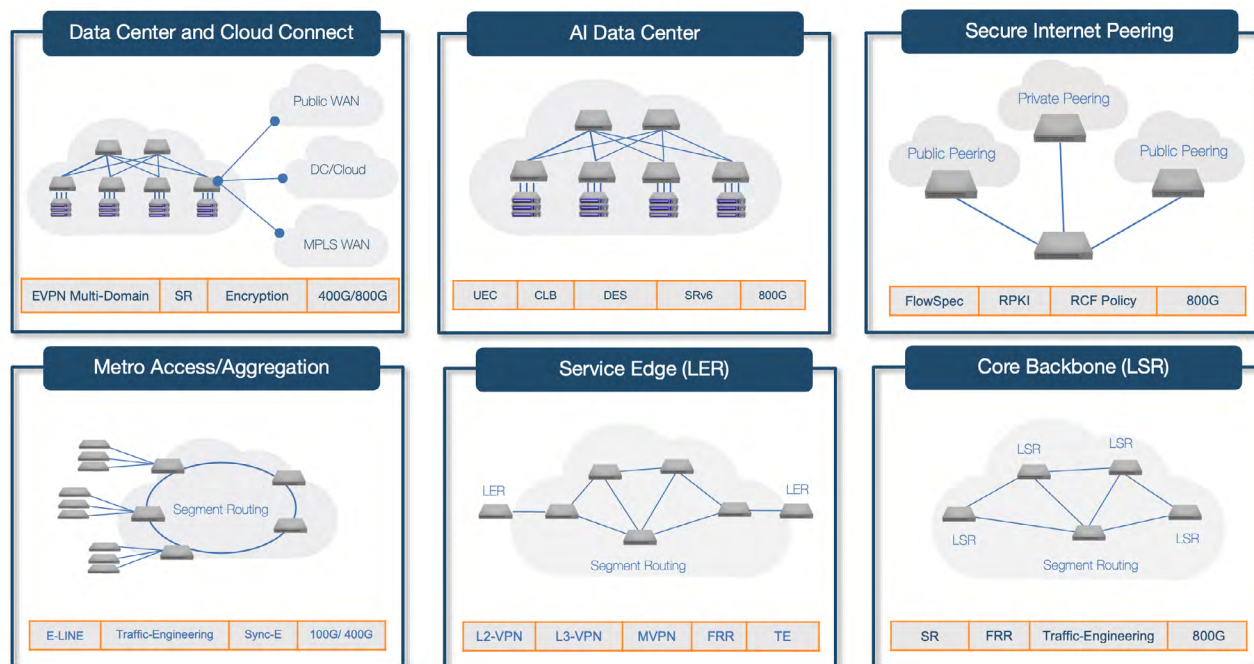 Data Center and Cloud Connect
Public WAN
DC/Cloud
MPLS WAN
EVPN Multi-Domain SR Encryption 400G/800G
AI Data Center
UEC CLB DES SRv6 800G
Secure Internet Peering
Private Peering
Public Peering
Public Peering
FlowSpec RPKI RCF Policy 800G
Metro Access/Aggregation
Segment Routing
E-LINE Traffic-Engineering Sync-E 100G/ 400G
Service Edge (LER)
LER
LER
Segment Routing
L2-VPN L3-VPN MVPN FRR TE
Core Backbone (LSR)
LSR
LSR
LSR
LSR
Segment Routing
SR FRR Traffic-Engineering 800G